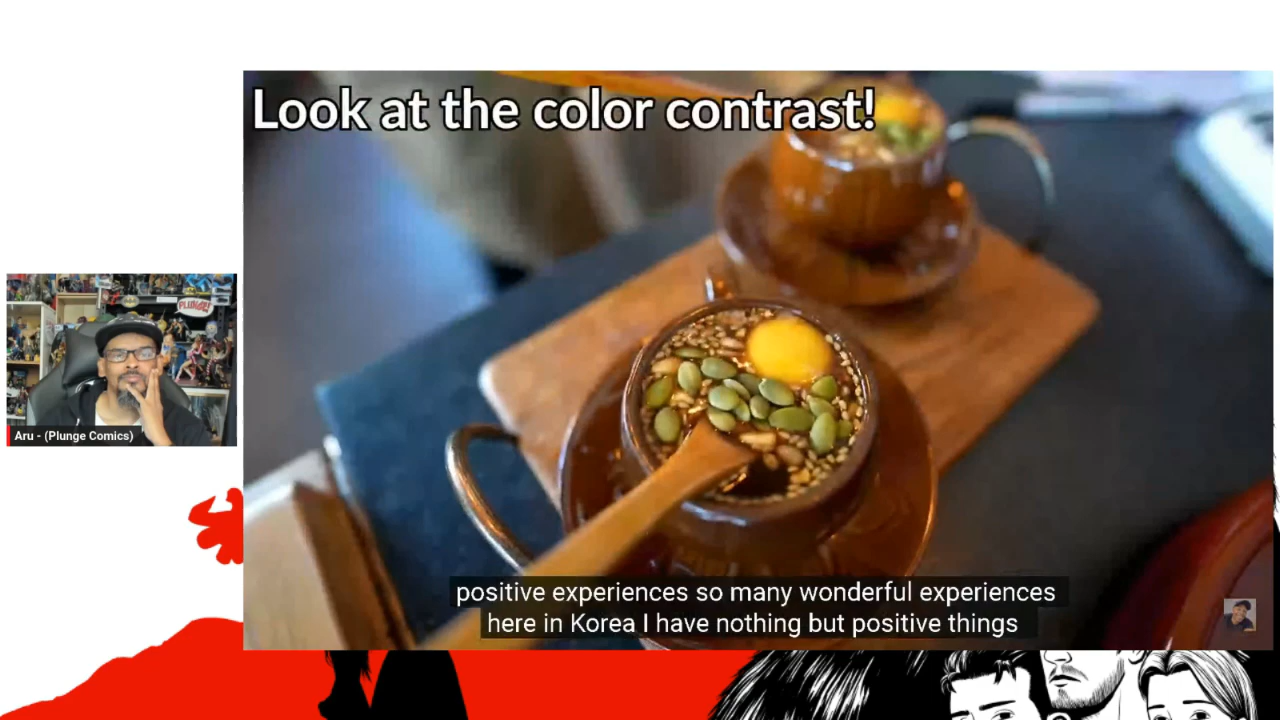 Look at the color contrast!
PLUNGE!
Aru - (Plunge Comics)
positive experiences so many wonderful experiences
here in Korea I have nothing but positive things